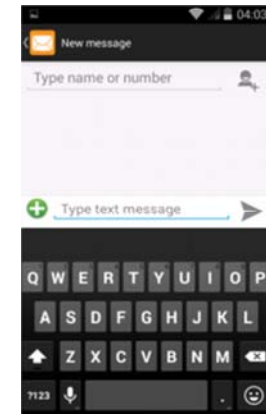 04:03
New message
Type name or number
Type text message
Q W E R T Y U I O P
A S D F G H J K L
Z X C V B N M
?123 .